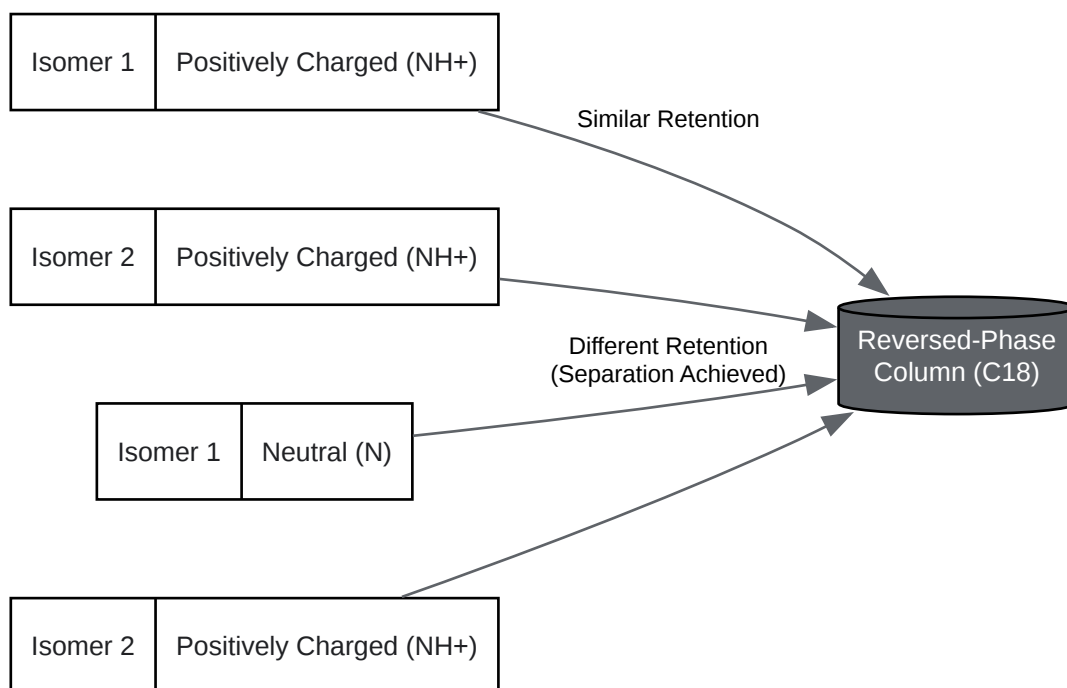 Isomer 1 Positively Charged (NH+)
Similar Retention
Isomer 2 Positively Charged (NH+)
Reversed-Phase
Column (C18)
Different Retention
(Separation Achieved)
Isomer 1 Neutral (N)
Isomer 2 Positively Charged (NH+)